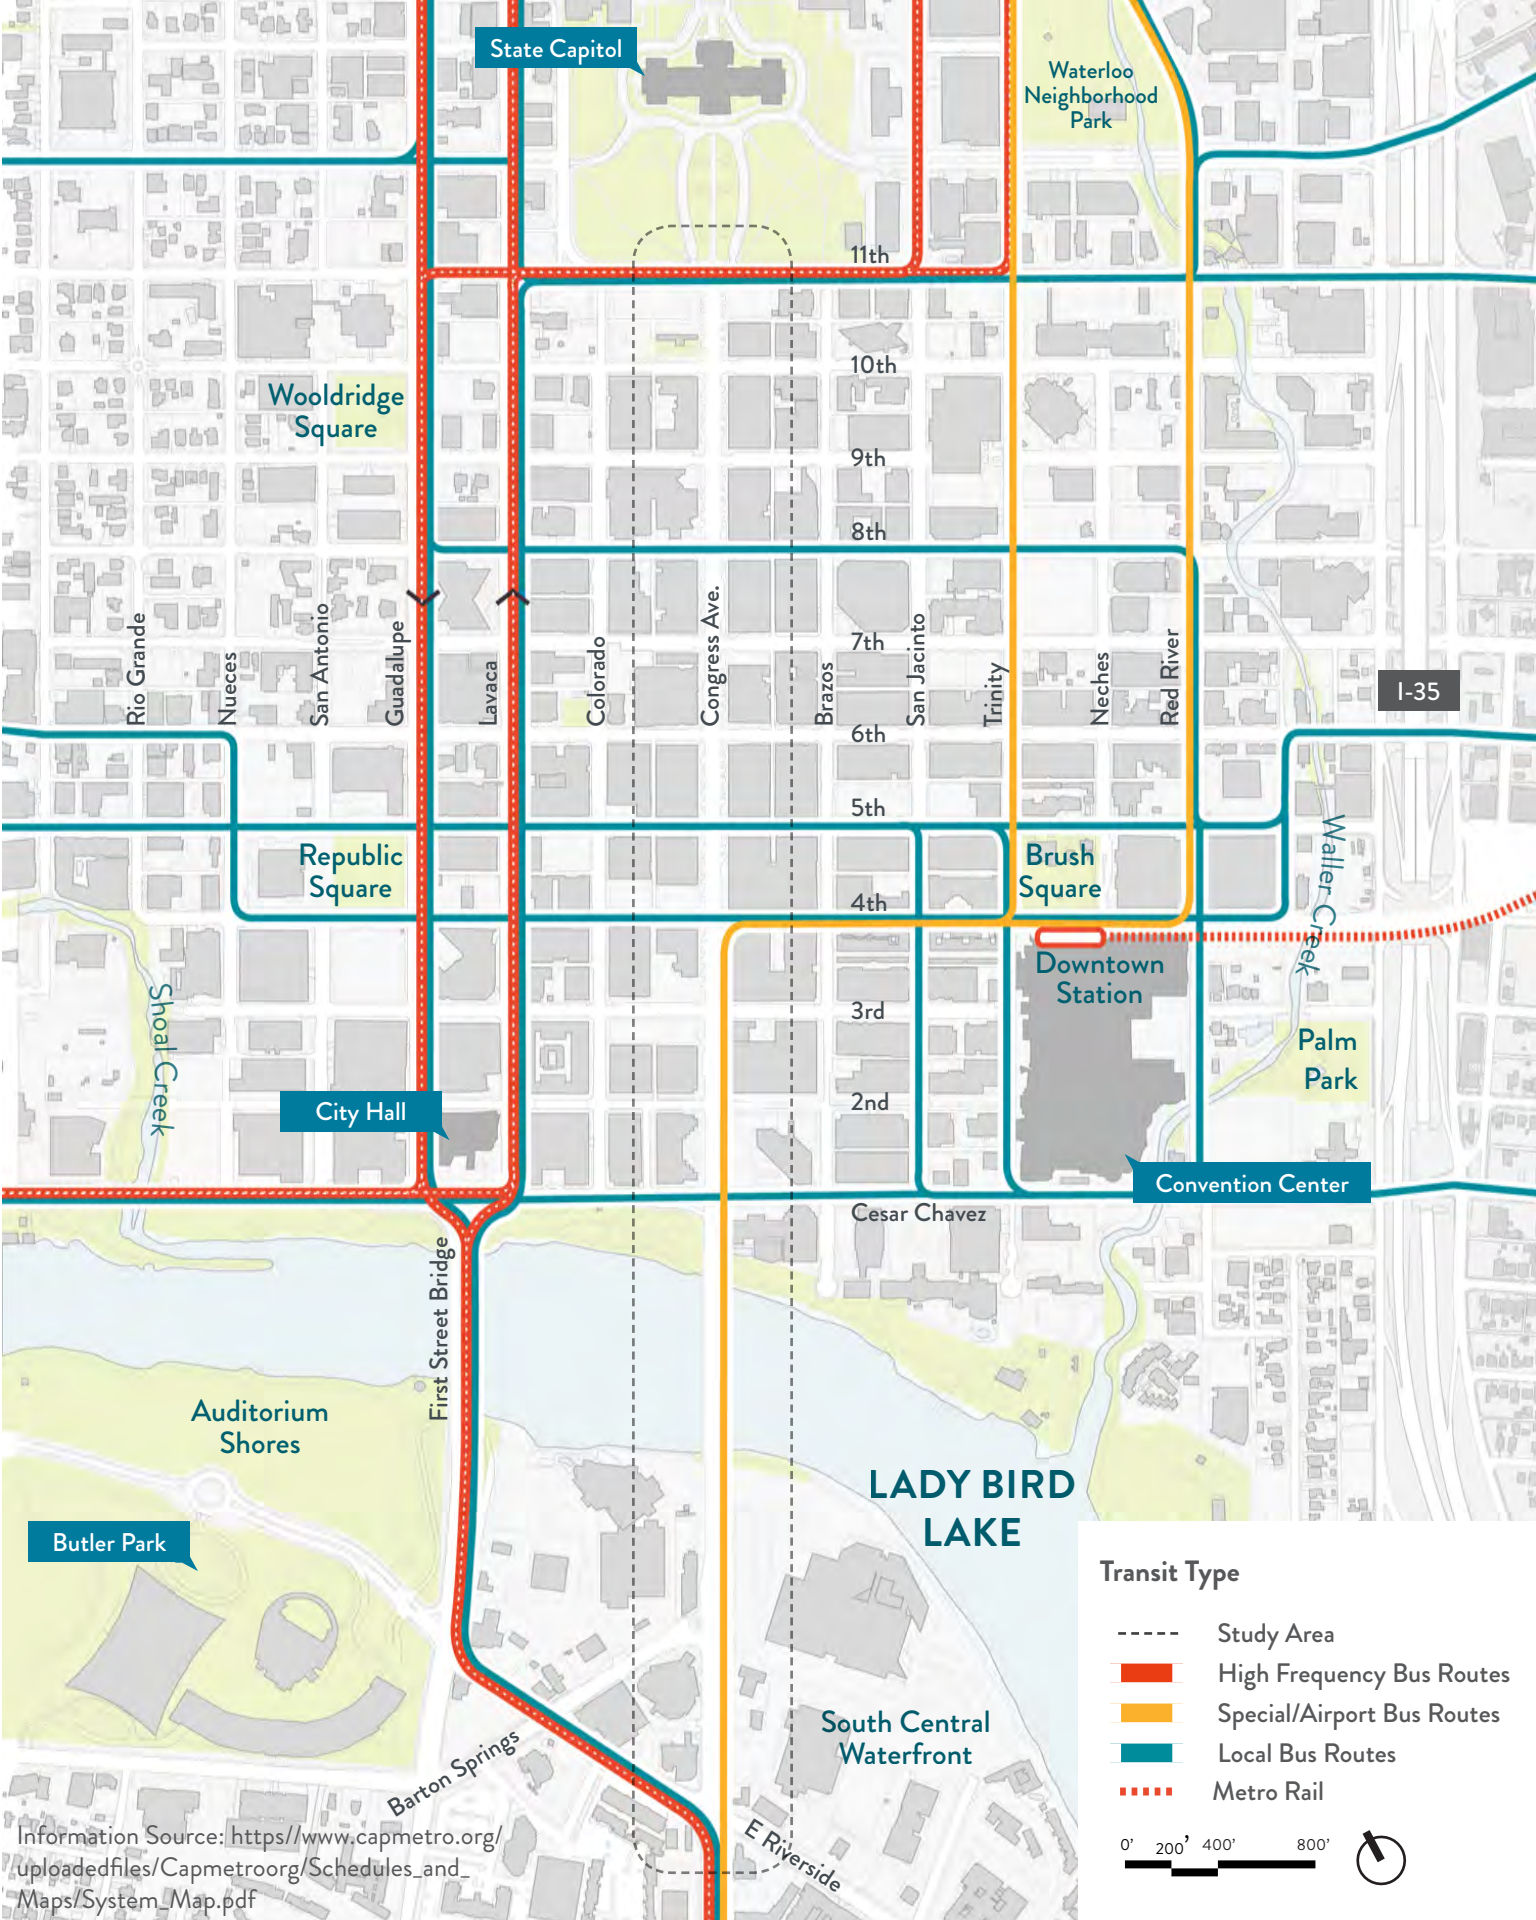 State Capitol
Waterloo
Neighborhood
Park
11th
10th
Wooldridge
Square
9th
8th
7th
Rio Grande
Nueces
San Antonio
Guadalupe
Lavaca
Colorado
Congress Ave.
Brazos
San Jacinto
Trinity
Neches
Red River
I-35
6th
5th
Republic
Square
Brush
Square
Waller Creek
4th
Downtown
Station
Shoal Creek
3rd
Palm
Park
City Hall
2nd
Convention Center
Cesar Chavez
First Street Bridge
Auditorium
Shores
LADY BIRD
LAKE
Butler Park
South Central
Waterfront
Barton Springs
E Riverside
Transit Type
Study Area
High Frequency Bus Routes
Special/Airport Bus Routes
Local Bus Routes
Metro Rail
0' 200' 400' 800'
Information Source: https//www.capmetro.org/
uploadedfiles/Capmetroorg/Schedules_and_
Maps/System_Map.pdf